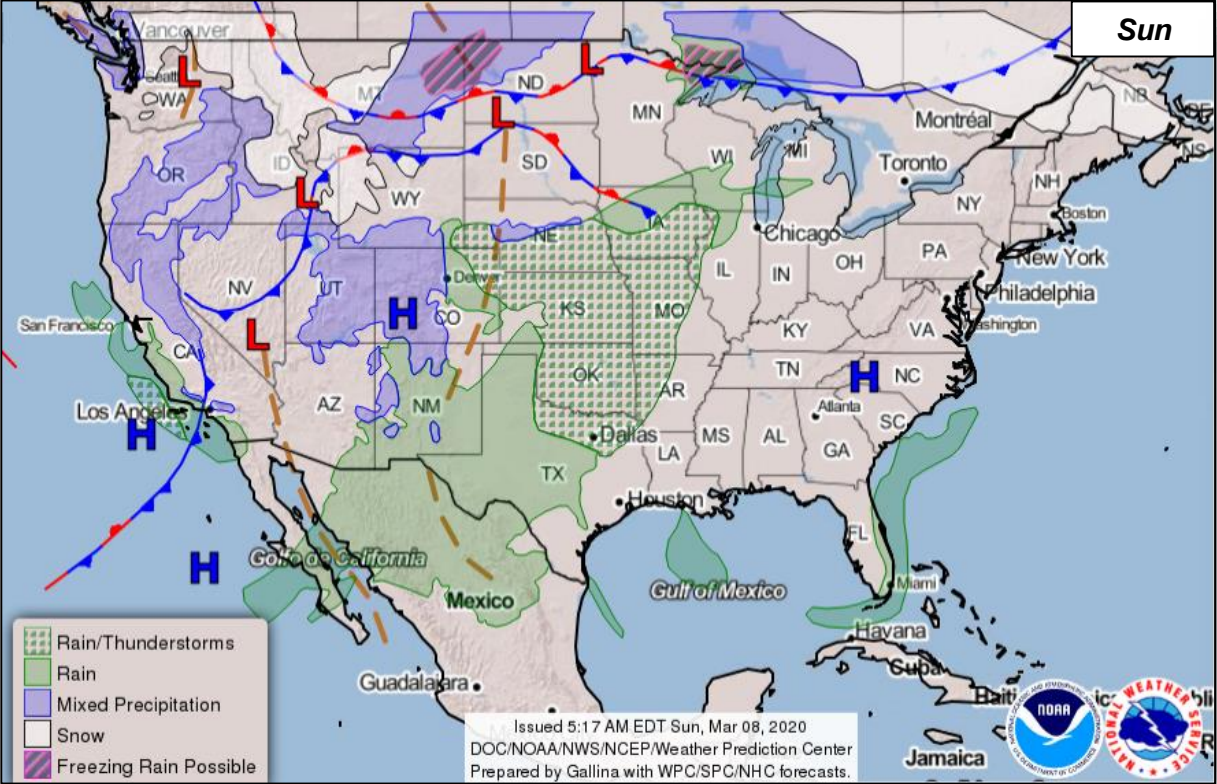 Sun
Vancouver
L
Seattl
WA
MT
ND
L
MN
L
NB
Montréal
PE
NS
OR
ID
L
WY
SD
WI
MI
Toronto
NH
NY
Boston
IA
NE
Chicago
PA
New York
NV
UT
Denver
IL
IN
OH
Philadelphia
San Francisco
H
CO
KS
MO
KY
VA
ashington
L
CA
AZ
NM
OK
AR
TN
H
NC
Los Angeles
H
Dallas
MS
AL
Atlanta
GA
SC
LA
TX
Houston
FL
H
Golfo de California
Gulf of Mexico
Miami
Mexico
Havana
Cuba
Guadalajara
Haiti
Jamaica
Rain/Thunderstorms
Rain
Mixed Precipitation
Snow
Freezing Rain Possible
Issued 5:17 AM EDT Sun, Mar 08, 2020
DOC/NOAA/NWS/NCEP/Weather Prediction Center
Prepared by Gallina with WPC/SPC/NHC forecasts.
NOAA
NATIONAL WEATHER SERVICE